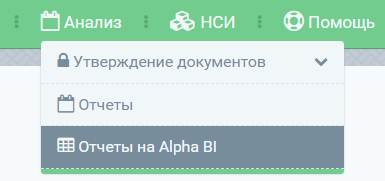 Анализ НСИ Помощь
Утверждение документов
Отчеты
Отчеты на Alpha BI